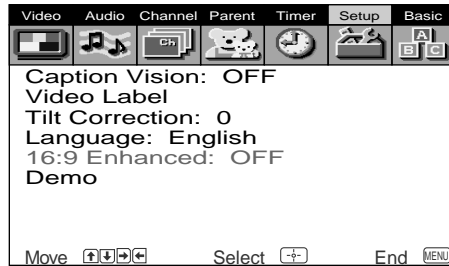 Video Audio Channel Parent Timer Setup Basic
Ch A B C
Caption Vision: OFF
Video Label
Tilt Correction: 0
Language: English
16:9 Enhanced: OFF
Demo
Move Select End MENU